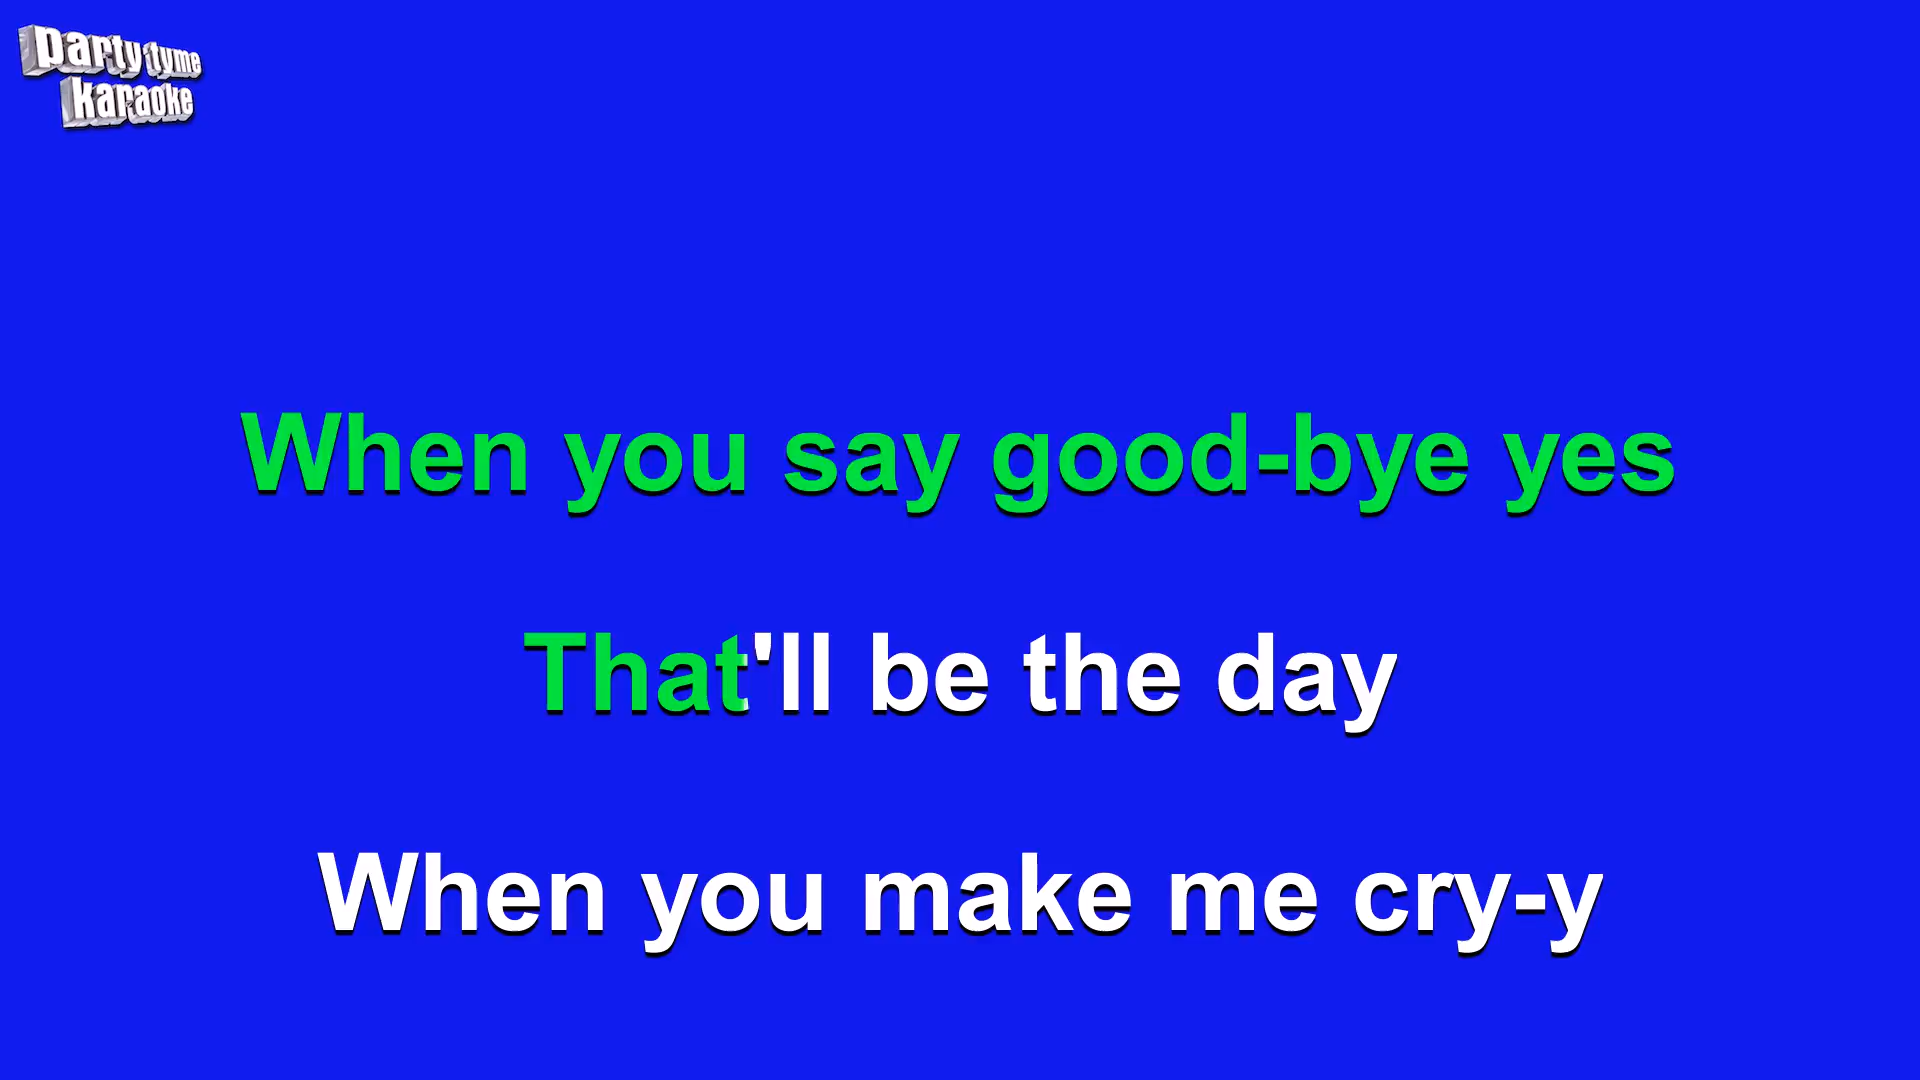 party tyme
karaoke
When you say good-bye yes
That'll be the day
When you make me cry-y